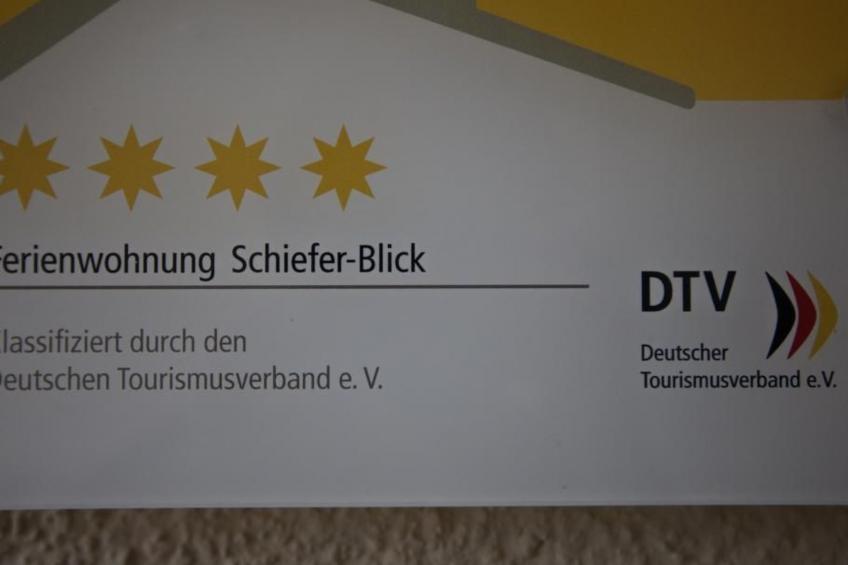 Ferienwohnung Schiefer-Blick
Klassifiziert durch den
Deutschen Tourismusverband e. V.
DTV
Deutscher
Tourismusverband e.V.